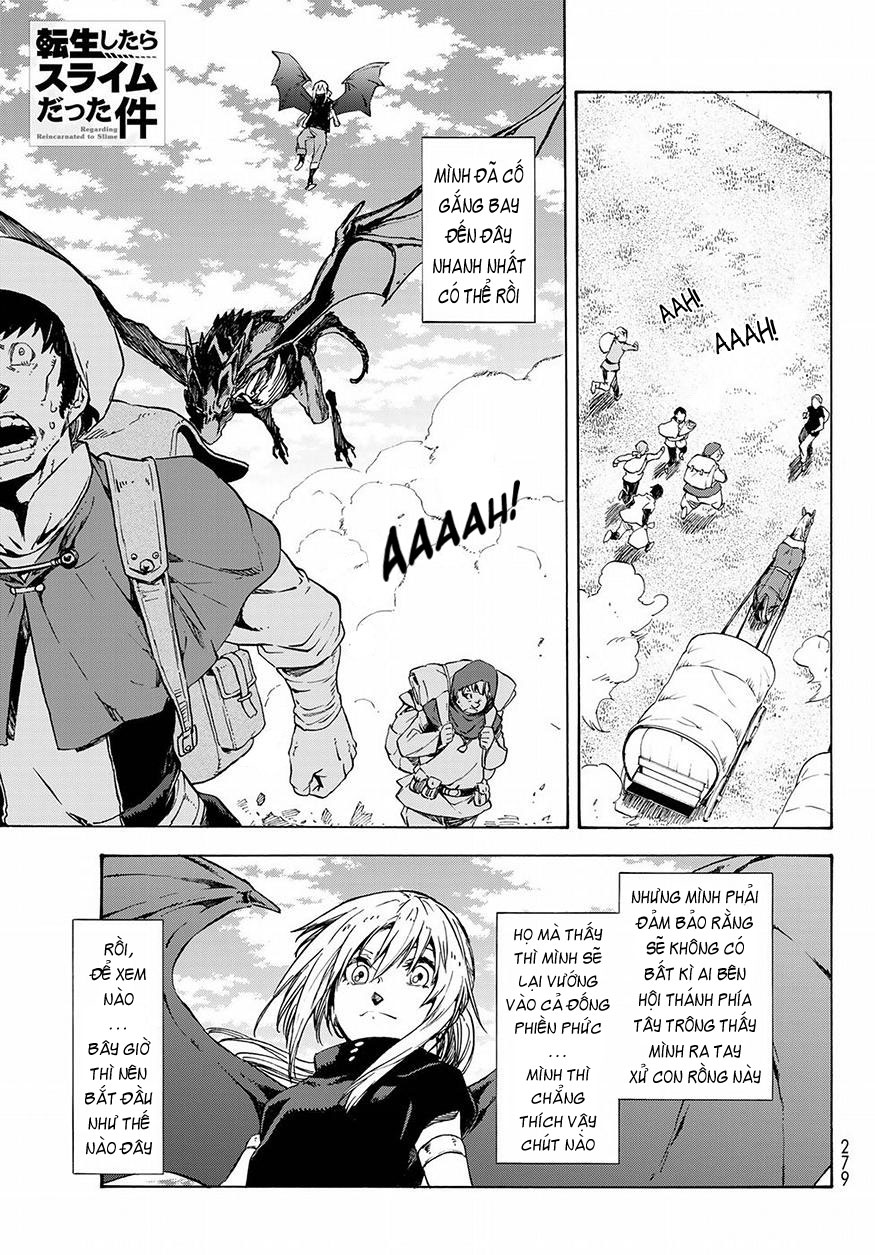 転生したら
スライム
だった件
Regarding
Reincarnated to Slime
AAH!
AAAH!
MÌNH ĐÃ CỐ
GẮNG BAY
ĐẾN ĐÂY
NHANH NHẤT
CÓ THỂ RỒI
AAAAH!
NHƯNG MÌNH PHẢI
ĐẢM BẢO RẰNG
SẼ KHÔNG CÓ
BẤT KÌ AI BÊN
HỘI THÁNH PHÍA
TÂY TRÔNG THẤY
MÌNH RA TAY
XỬ CON RỒNG NÀY
HỌ MÀ THẤY
THÌ MÌNH SẼ
LẠI VƯỚNG
VÀO CẢ ĐỐNG
PHIỀN PHỨC
...
MÌNH THÌ
CHẲNG
THÍCH VẬY
CHÚT NÀO
RỒI,
ĐỂ XEM
NÀO
...
BÂY GIỜ
THÌ NÊN
BẮT ĐẦU
NHƯ THẾ
NÀO ĐÂY
279